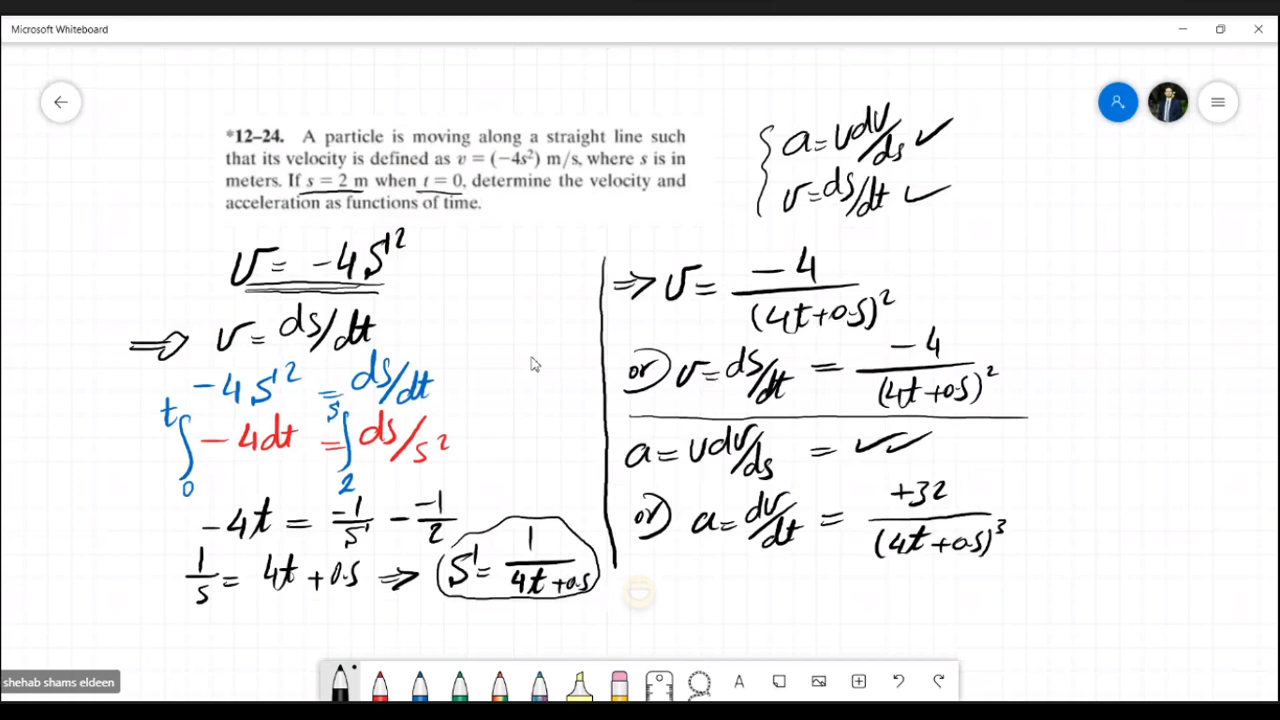 Microsoft Whiteboard
*12–24. A particle is moving along a straight line such
that its velocity is defined as v = (−4s²) m/s, where s is in
meters. If s = 2 m when t = 0, determine the velocity and
acceleration as functions of time.
a = v dv/ds ✓
v = ds/dt ✓
v = -4s²
⇒ v = ds/dt
-4s² = ds/dt
∫₀ᵗ -4dt = ∫₂ˢ ds/s²
-4t = -1/s - -1/2
1/s = 4t + 0.5 ⇒ s = 1/(4t + 0.5)
⇒ v = -4/(4t + 0.5)²
or v = ds/dt = -4/(4t + 0.5)²
a = v dv/ds = ✓✓
or a = dv/dt = +32/(4t + 0.5)³
shehab shams eldeen
A